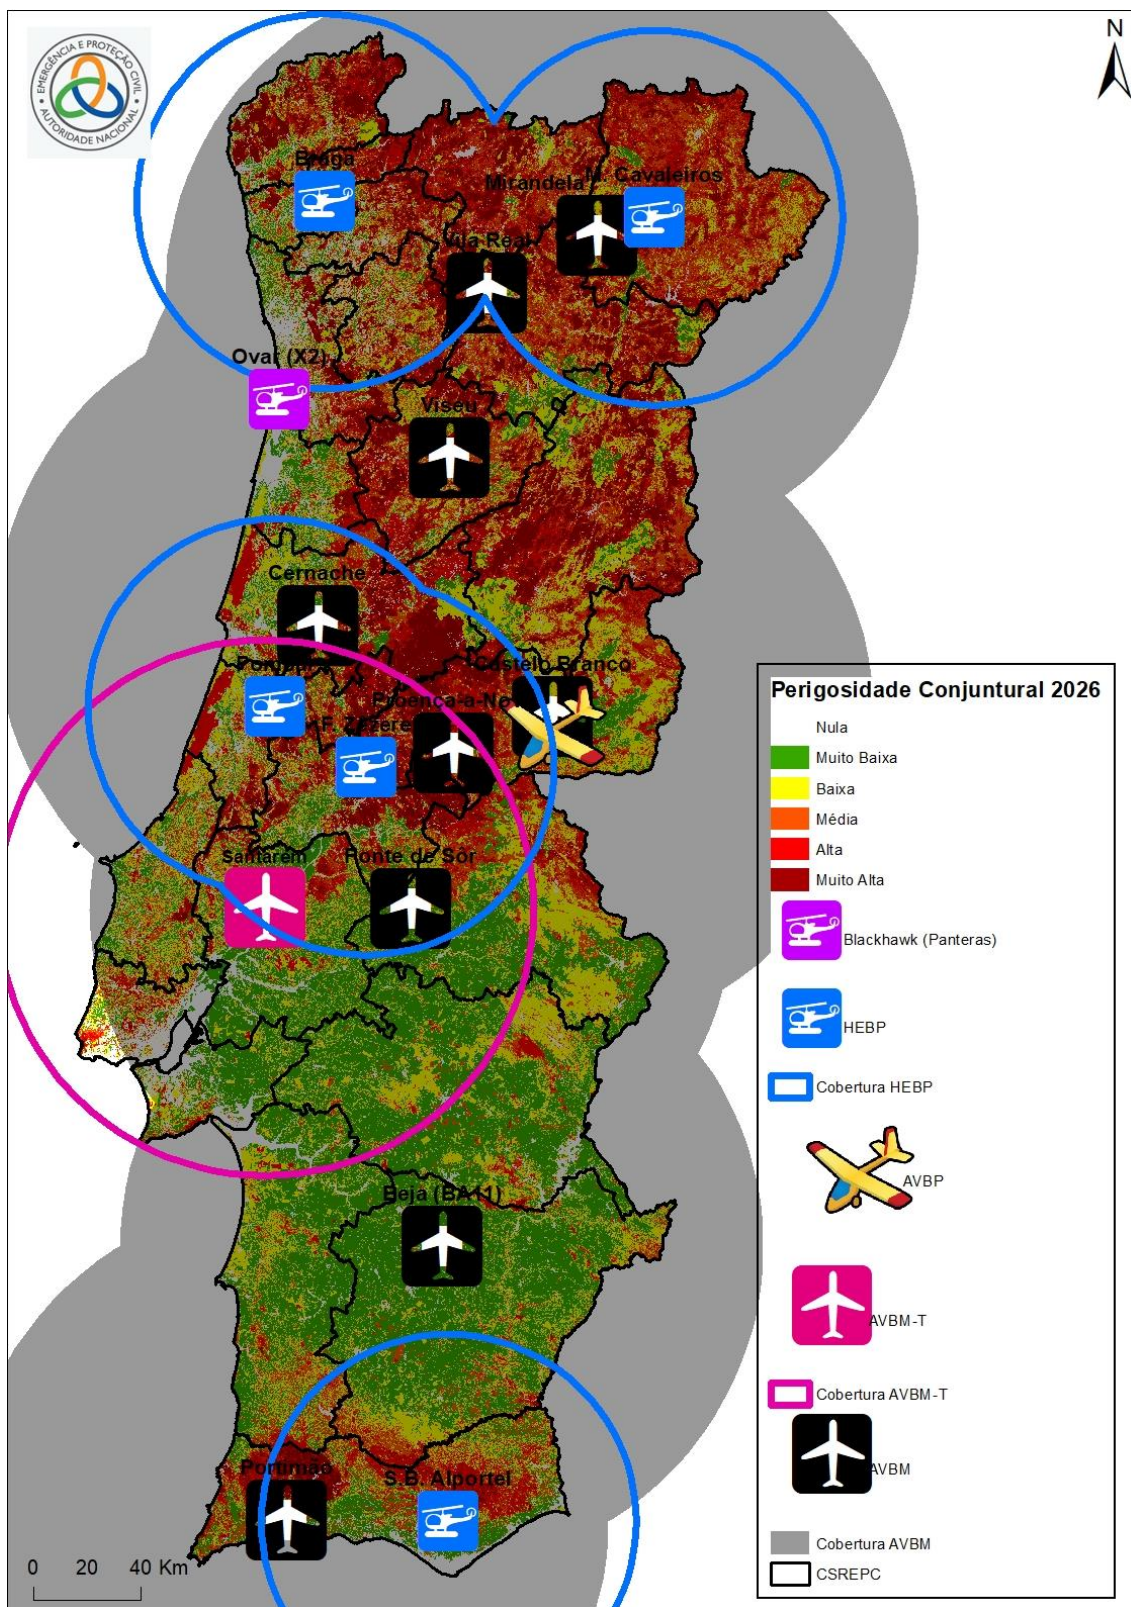 EMERGÊNCIA E PROTEÇÃO CIVIL
AUTORIDADE NACIONAL
N
Braga
M. Cavaleiros
Mirandela
Vila Real
Ovar (X2)
Viseu
Cernache
Castelo Branco
Pombal
Proença-a-No
F. Zêzere
Santarém
Ponte de Sôr
Beja (BA11)
Portimão
S.B. Alportel
0 20 40 Km
Perigosidade Conjuntural 2026
Nula
Muito Baixa
Baixa
Média
Alta
Muito Alta
Blackhawk (Panteras)
HEBP
Cobertura HEBP
AVBP
AVBM-T
Cobertura AVBM-T
AVBM
Cobertura AVBM
CSREPC